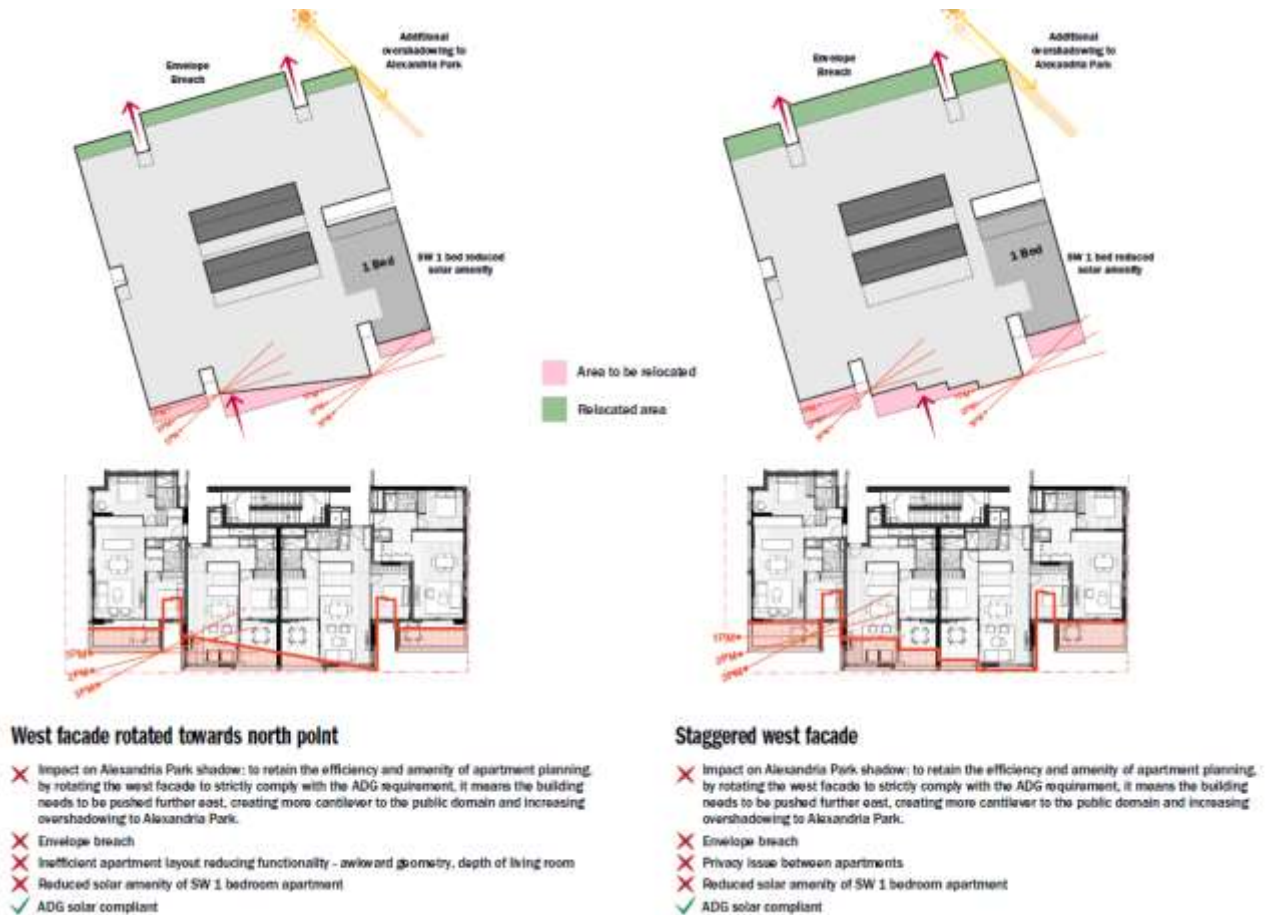 Additional
overshadowing to
Alexandria Park
Envelope
Breach
1 Bed
SW 1 bed reduced
solar amenity
Additional
overshadowing to
Alexandria Park
Envelope
Breach
1 Bed
SW 1 bed reduced
solar amenity
Area to be relocated
Relocated area
1PM
2PM
3PM
1PM
2PM
3PM
West facade rotated towards north point
Impact on Alexandria Park shadow: to retain the efficiency and amenity of apartment planning,
by rotating the west facade to strictly comply with the ADG requirement, it means the building
needs to be pushed further east, creating more cantilever to the public domain and increasing
overshadowing to Alexandria Park.
Envelope breach
Inefficient apartment layout reducing functionality - awkward geometry, depth of living room
Reduced solar amenity of SW 1 bedroom apartment
ADG solar compliant
Staggered west facade
Impact on Alexandria Park shadow: to retain the efficiency and amenity of apartment planning,
by rotating the west facade to strictly comply with the ADG requirement, it means the building
needs to be pushed further east, creating more cantilever to the public domain and increasing
overshadowing to Alexandria Park.
Envelope breach
Privacy issue between apartments
Reduced solar amenity of SW 1 bedroom apartment
ADG solar compliant